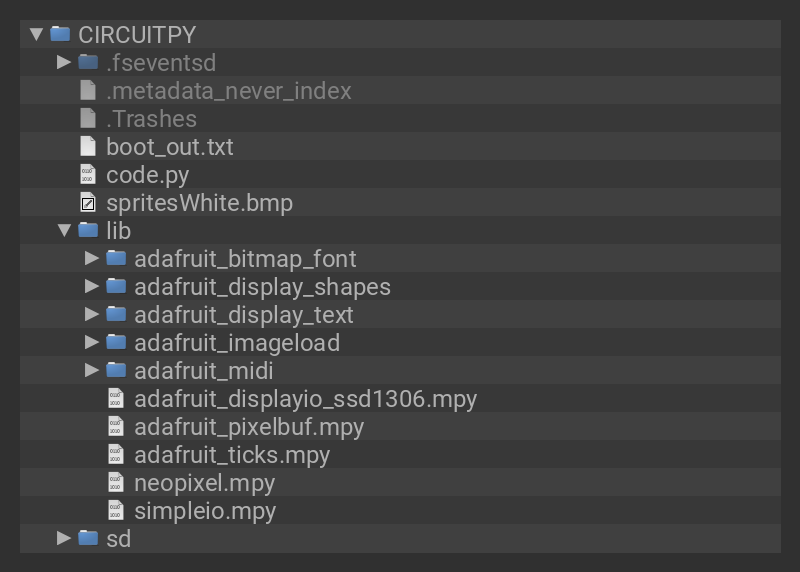 CIRCUITPY
.fseventsd
.metadata_never_index
.Trashes
boot_out.txt
code.py
spritesWhite.bmp
lib
adafruit_bitmap_font
adafruit_display_shapes
adafruit_display_text
adafruit_imageload
adafruit_midi
adafruit_displayio_ssd1306.mpy
adafruit_pixelbuf.mpy
adafruit_ticks.mpy
neopixel.mpy
simpleio.mpy
sd